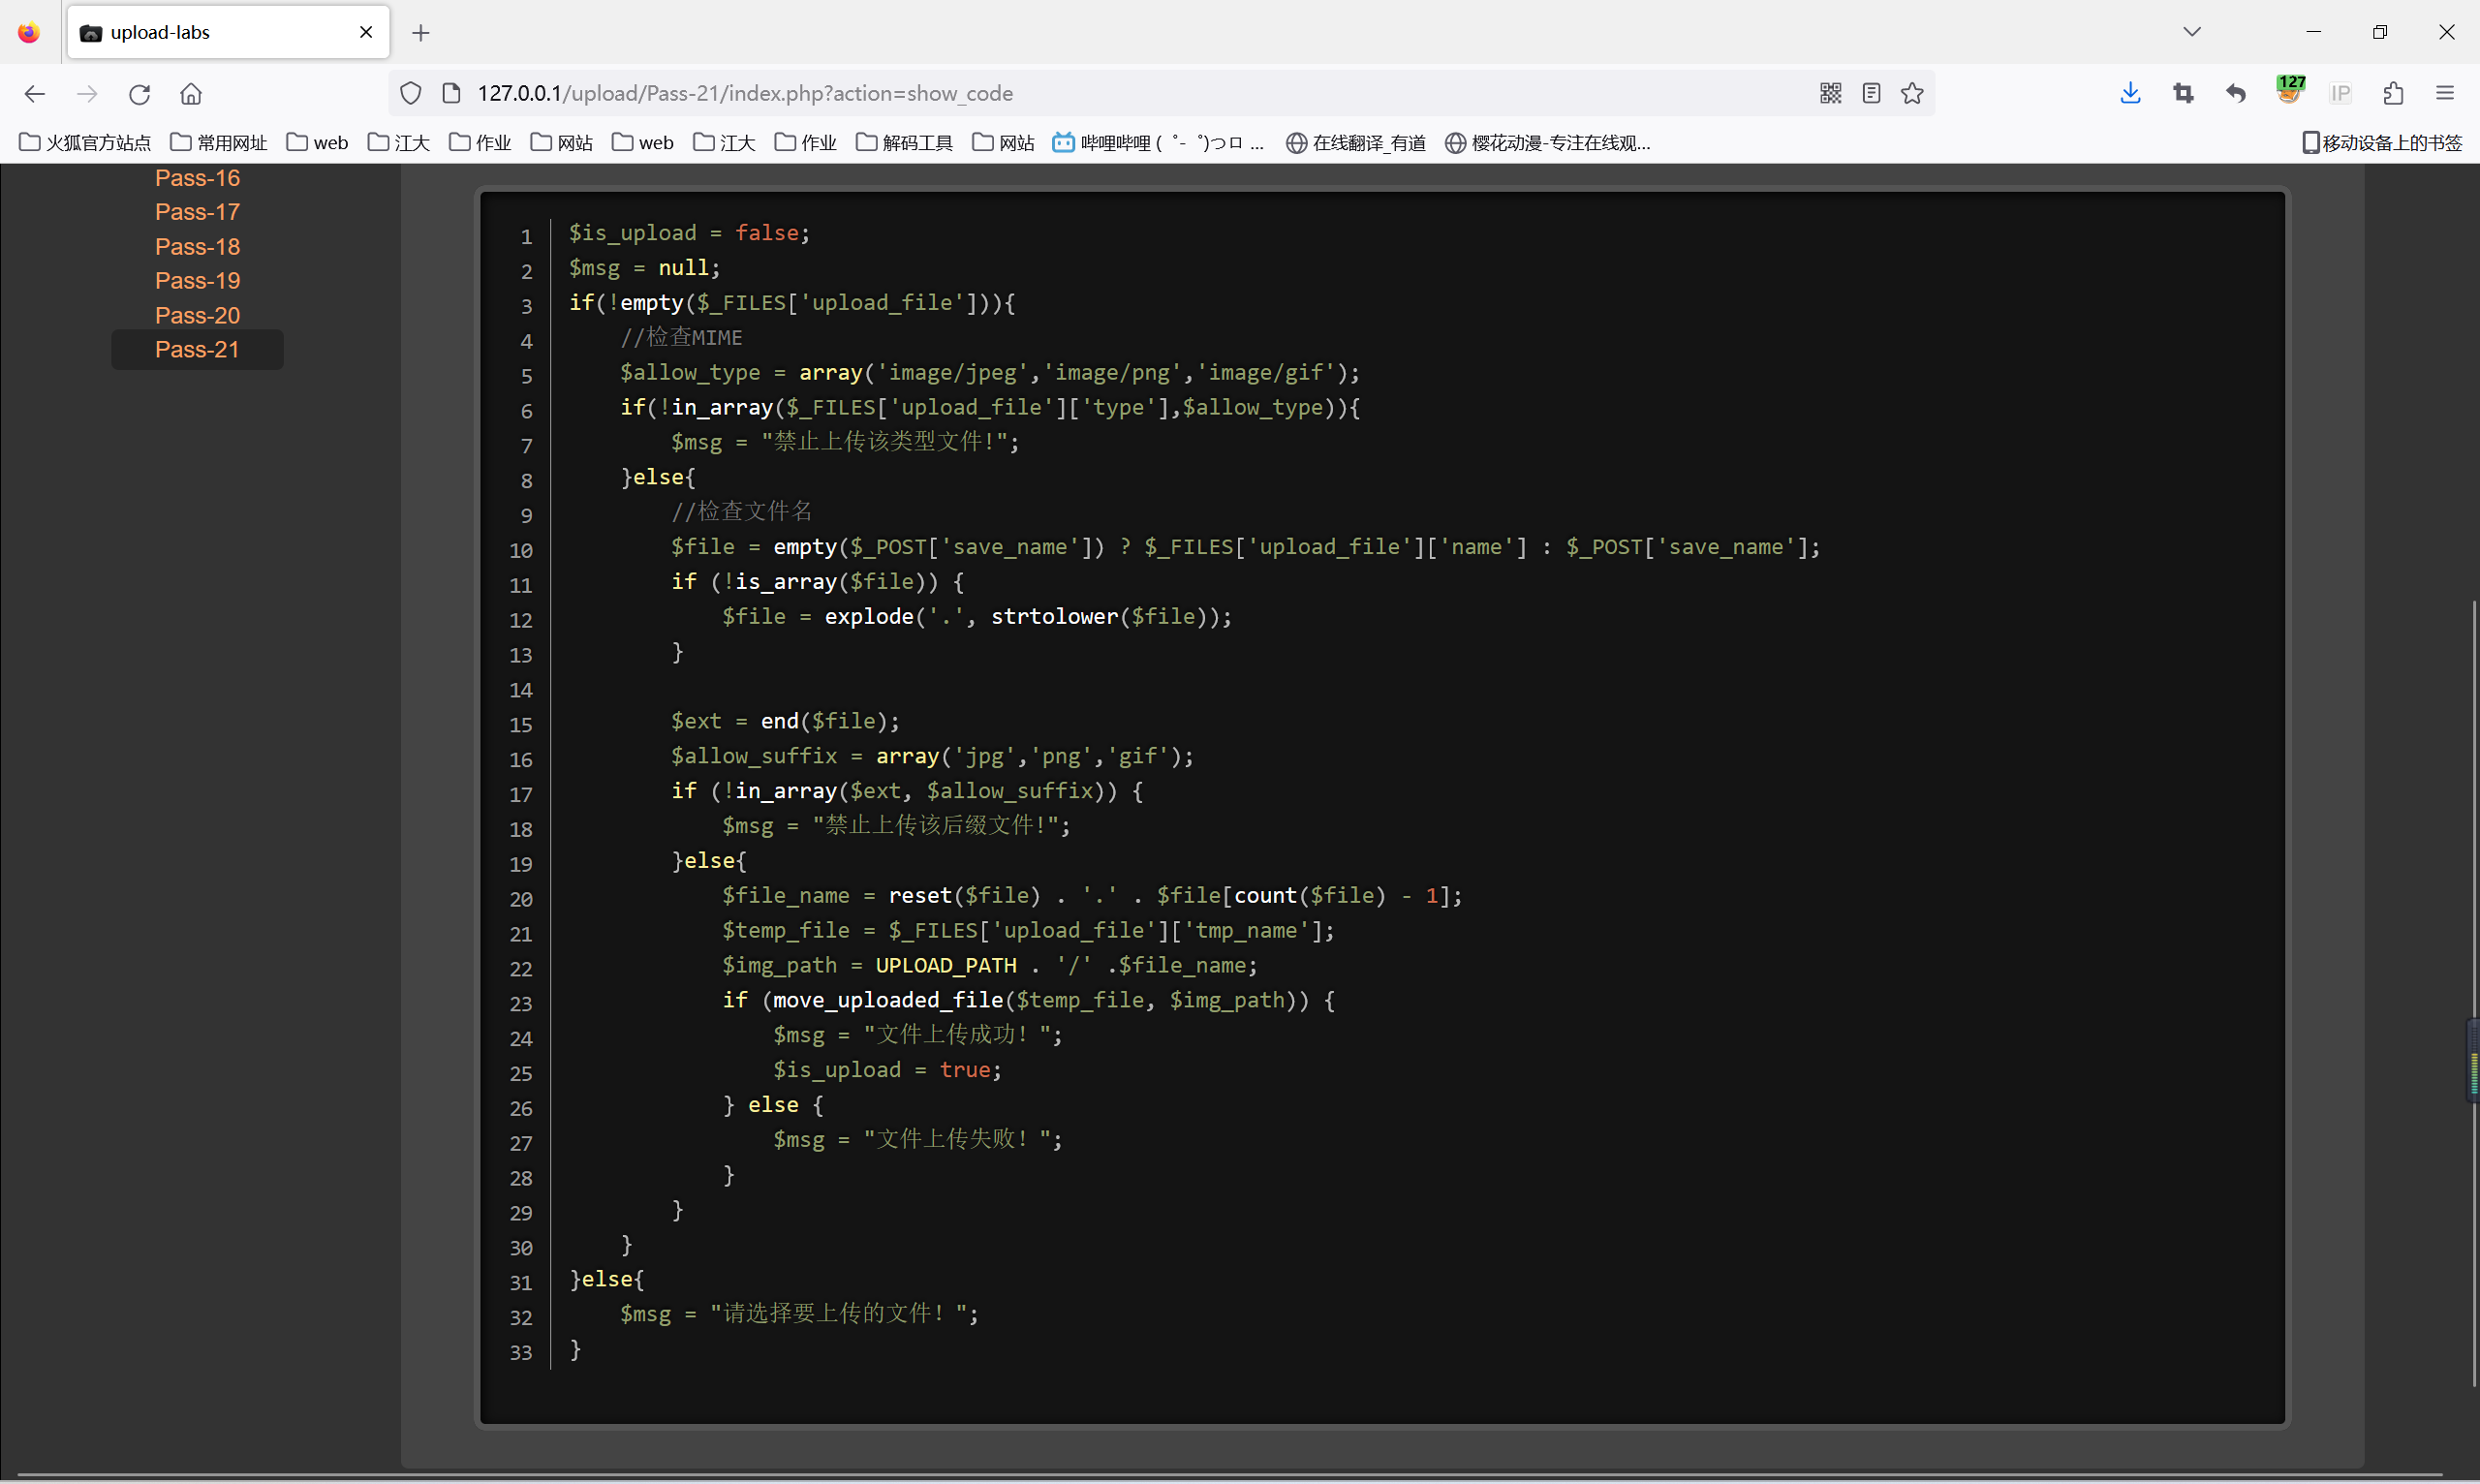 upload-labs
127.0.0.1/upload/Pass-21/index.php?action=show_code
127
IP
火狐官方站点 常用网址 web 江大 作业 网站 web 江大 作业 解码工具 网站 哔哩哔哩 ( ゜- ゜)つロ ... 在线翻译_有道 樱花动漫-专注在线观... 移动设备上的书签
Pass-16
Pass-17
Pass-18
Pass-19
Pass-20
Pass-21
1 $is_upload = false;
2 $msg = null;
3 if(!empty($_FILES['upload_file'])){
4     //检查MIME
5     $allow_type = array('image/jpeg','image/png','image/gif');
6     if(!in_array($_FILES['upload_file']['type'],$allow_type)){
7         $msg = "禁止上传该类型文件!";
8     }else{
9         //检查文件名
10         $file = empty($_POST['save_name']) ? $_FILES['upload_file']['name'] : $_POST['save_name'];
11         if (!is_array($file)) {
12             $file = explode('.', strtolower($file));
13         }
14
15         $ext = end($file);
16         $allow_suffix = array('jpg','png','gif');
17         if (!in_array($ext, $allow_suffix)) {
18             $msg = "禁止上传该后缀文件!";
19         }else{
20             $file_name = reset($file) . '.' . $file[count($file) - 1];
21             $temp_file = $_FILES['upload_file']['tmp_name'];
22             $img_path = UPLOAD_PATH . '/' .$file_name;
23             if (move_uploaded_file($temp_file, $img_path)) {
24                 $msg = "文件上传成功！";
25                 $is_upload = true;
26             } else {
27                 $msg = "文件上传失败！";
28             }
29         }
30     }
31 }else{
32     $msg = "请选择要上传的文件！";
33 }